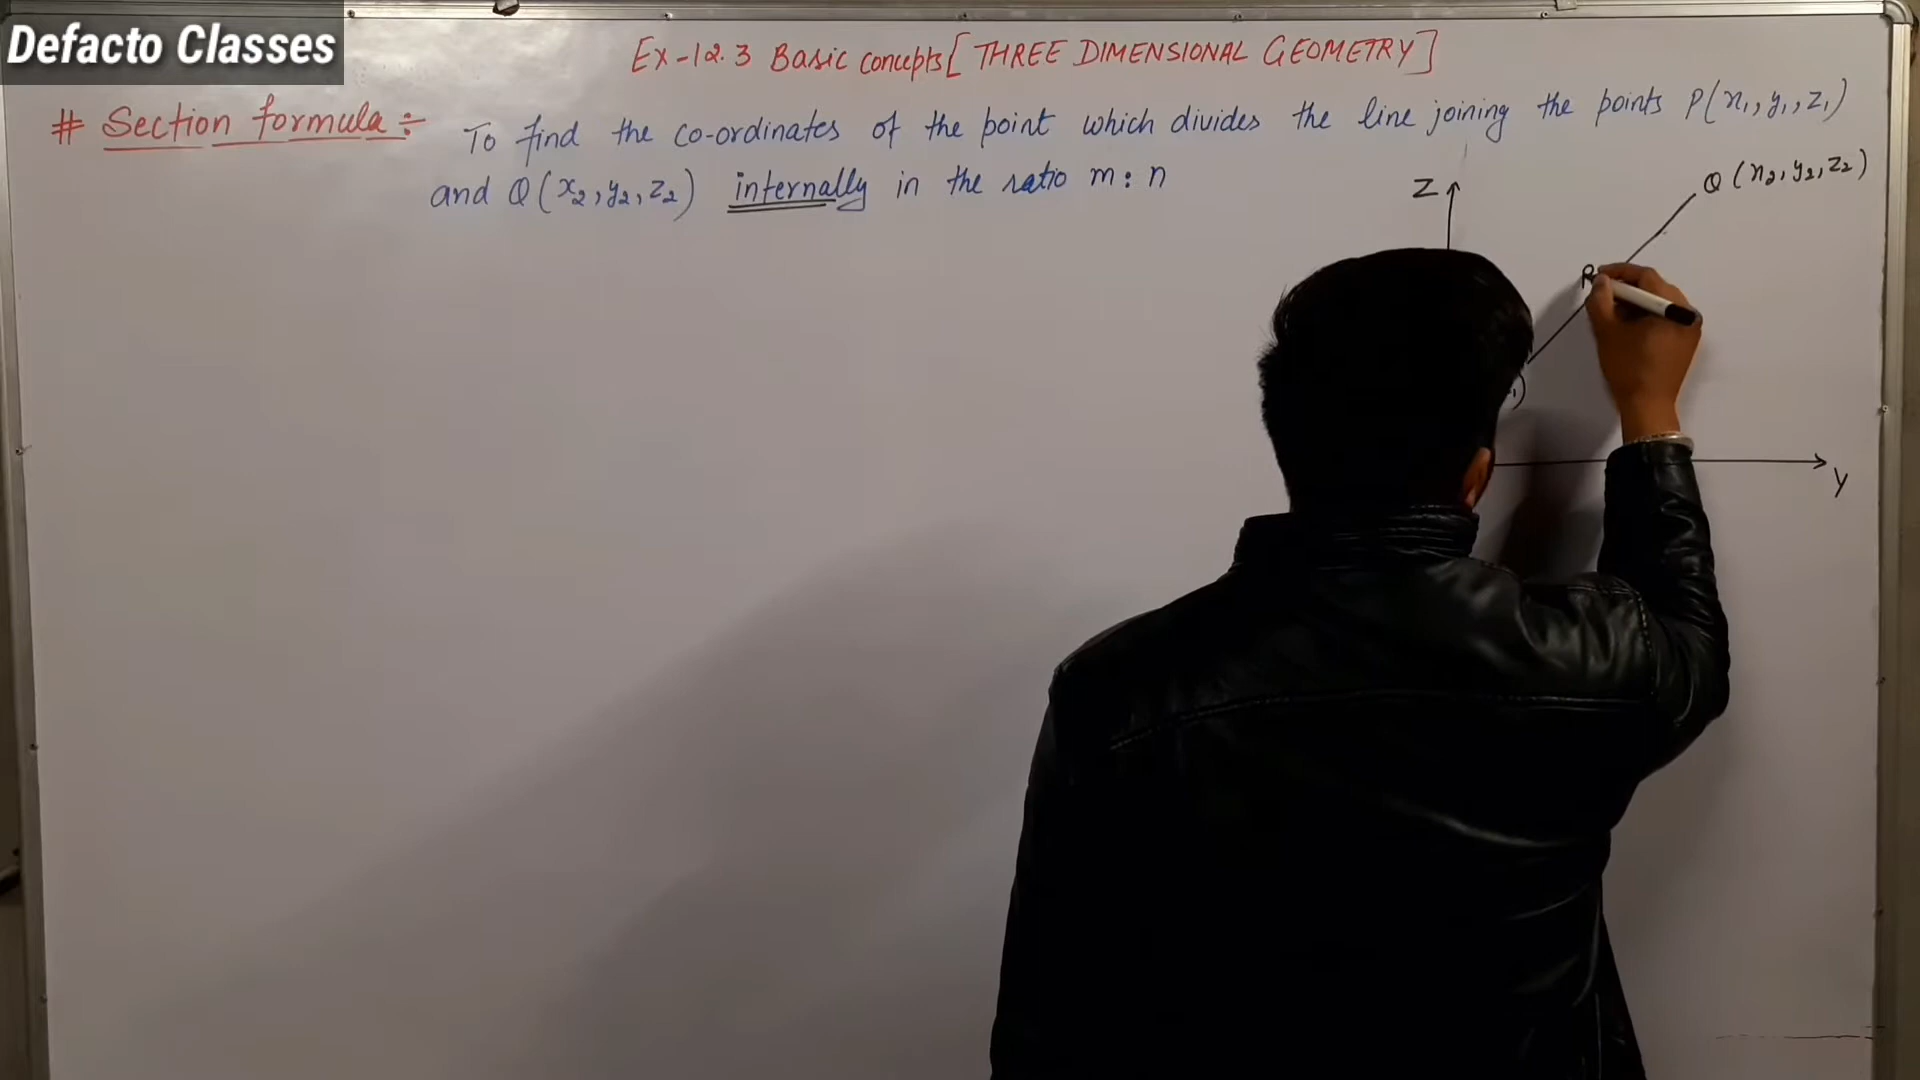 Defacto Classes
Ex-12.3 Basic concepts [THREE DIMENSIONAL GEOMETRY]
# Section formula :- To find the co-ordinates of the point which divides the line joining the points P(x₁, y₁, z₁)
and Q(x₂, y₂, z₂) internally in the ratio m : n
Z
Q (x₂, y₂, z₂)
R
₁)
y